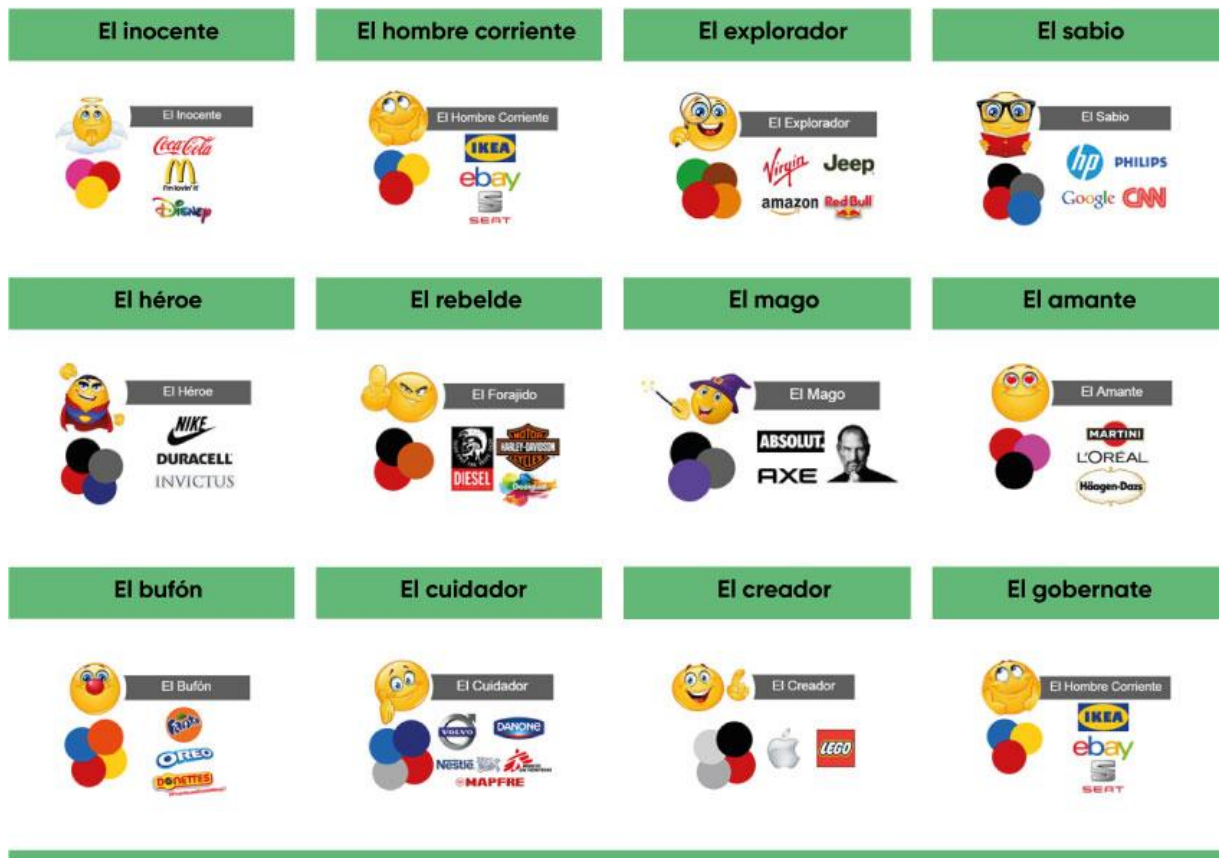 El inocente
El hombre corriente
El explorador
El sabio
El Inocente
Coca-Cola
i'm lovin' it
Disney
El Hombre Corriente
IKEA
ebay
SEAT
El Explorador
Virgin Jeep
amazon Red Bull
El Sabio
hp PHILIPS
Google CNN
El héroe
El rebelde
El mago
El amante
El Héroe
NIKE
DURACELL
INVICTUS
El Forajido
DIESEL
MOTOR
HARLEY-DAVIDSON
CYCLES
Desigual
El Mago
ABSOLUT
AXE
El Amante
MARTINI
L'ORÉAL
Häagen-Dazs
El bufón
El cuidador
El creador
El gobernate
El Bufón
Fanta
OREO
DONETTES
El Cuidador
VOLVO DANONE
Nestlé
MAPFRE
El Creador
LEGO
El Hombre Corriente
IKEA
ebay
SEAT